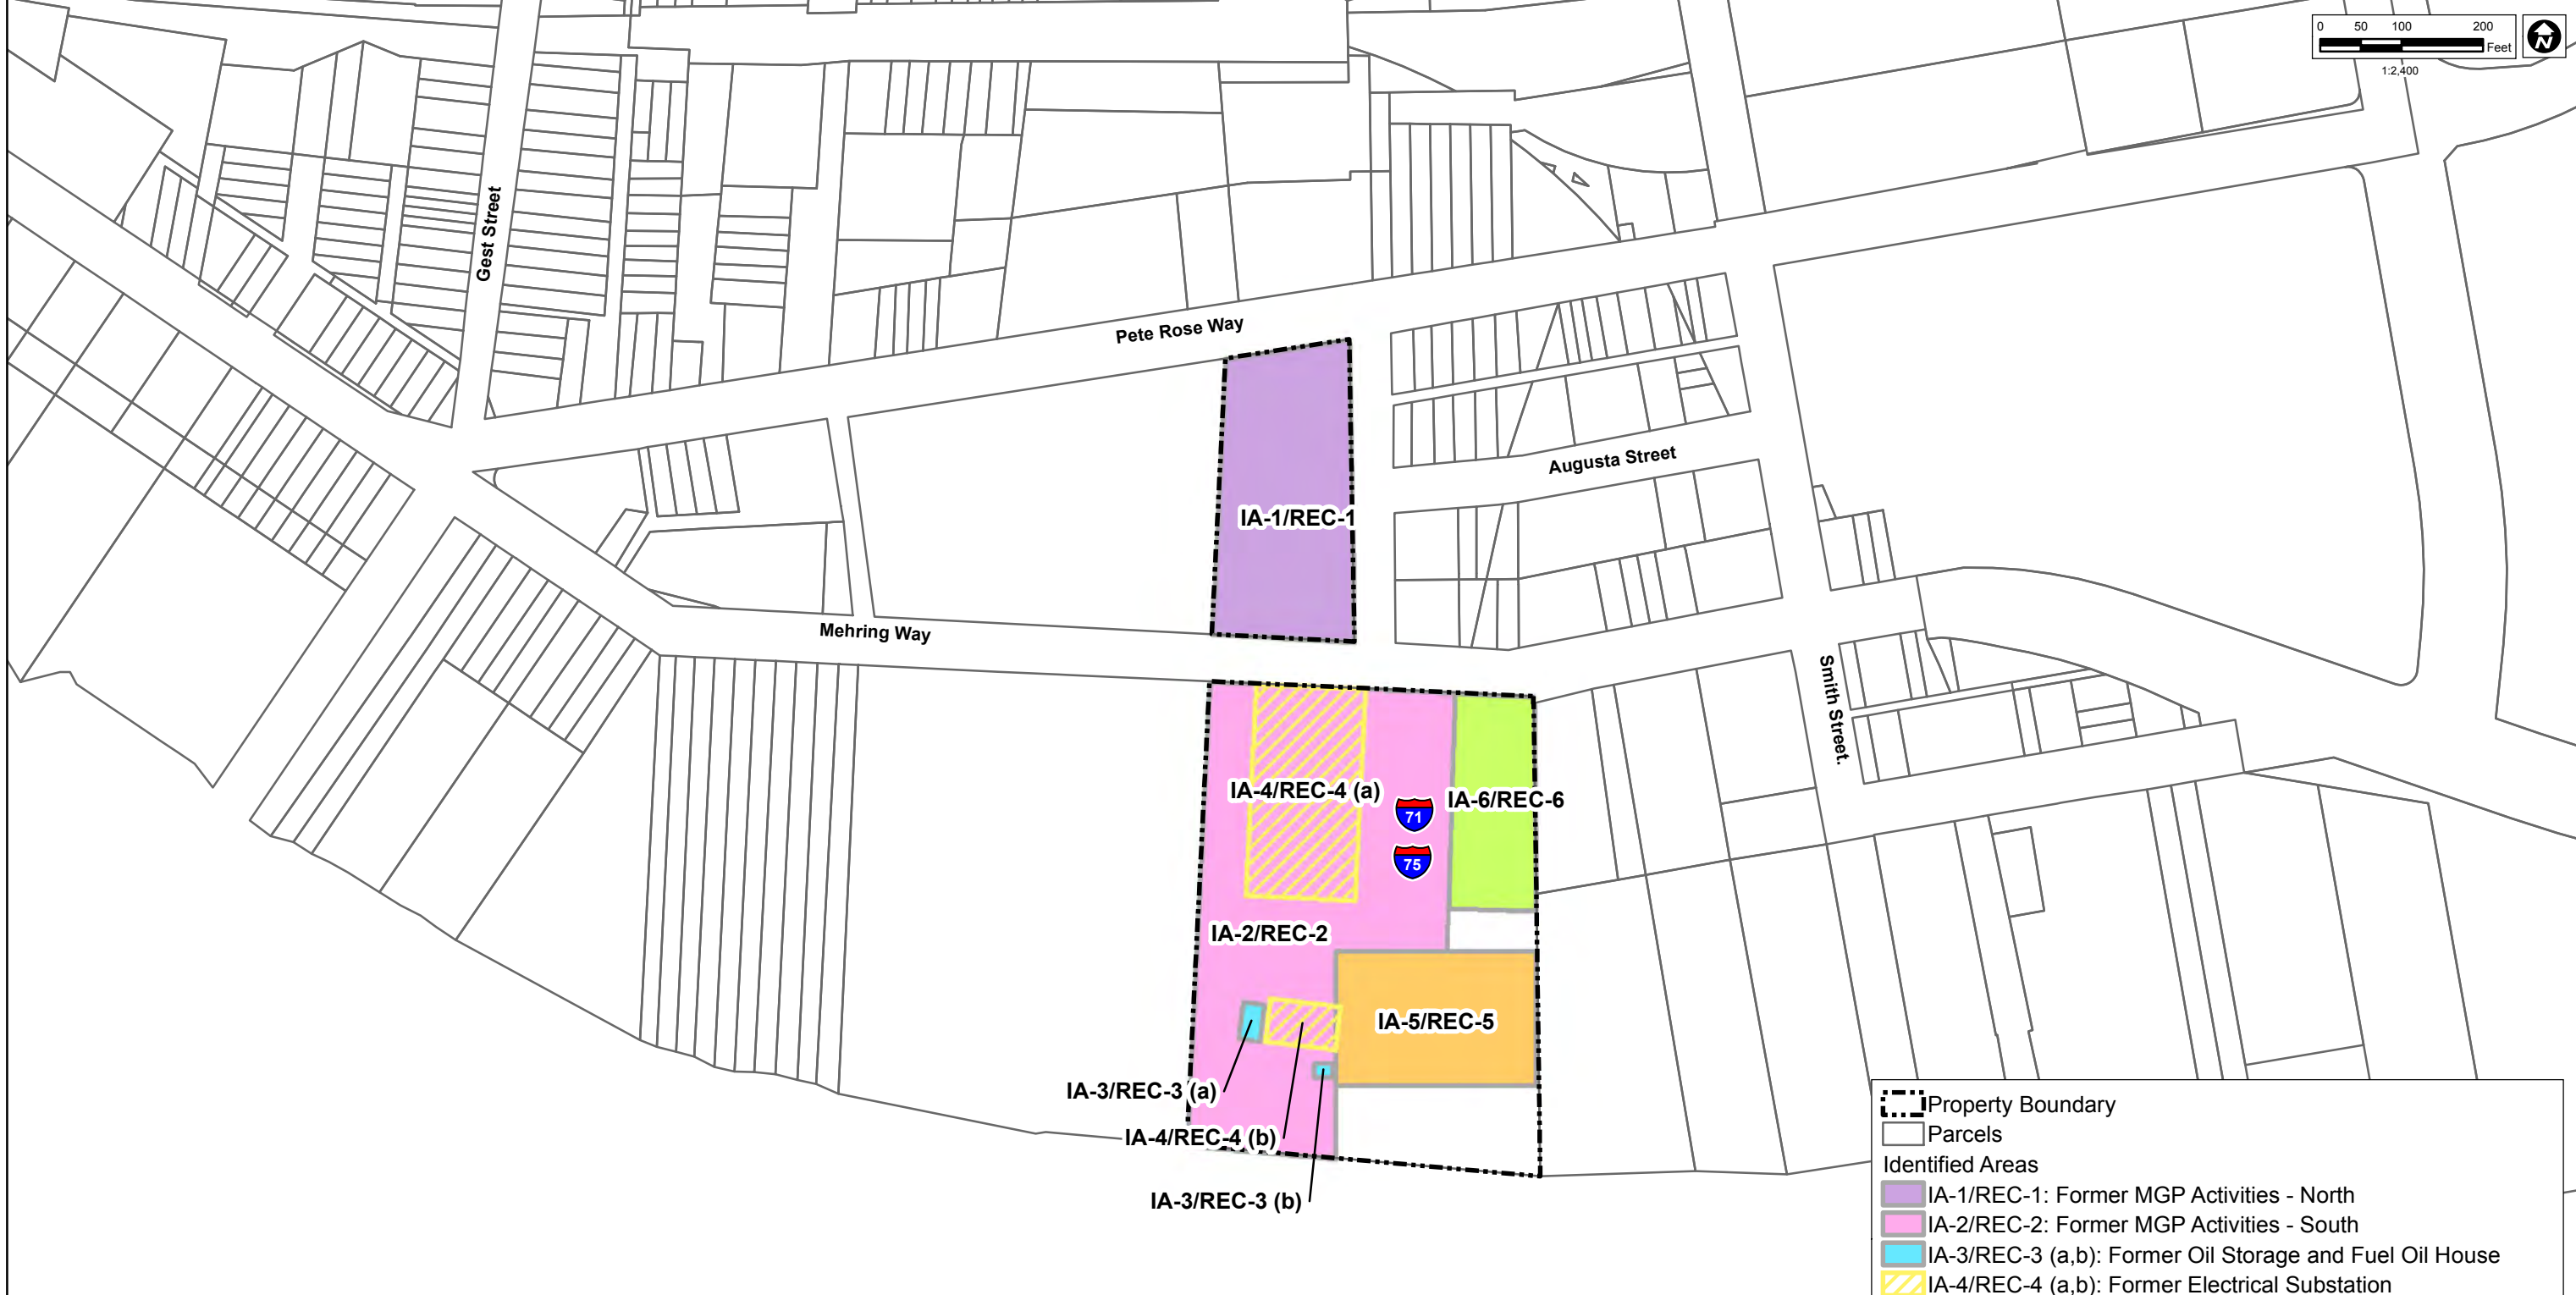 0 50 100 200
Feet
N
1:2,400
Gest Street
Pete Rose Way
Augusta Street
IA-1/REC-1
Mehring Way
Smith Street.
IA-4/REC-4 (a)
71
IA-6/REC-6
75
IA-2/REC-2
IA-5/REC-5
IA-3/REC-3 (a)
IA-4/REC-4 (b)
IA-3/REC-3 (b)
Property Boundary
Parcels
Identified Areas
IA-1/REC-1: Former MGP Activities - North
IA-2/REC-2: Former MGP Activities - South
IA-3/REC-3 (a,b): Former Oil Storage and Fuel Oil House
IA-4/REC-4 (a,b): Former Electrical Substation